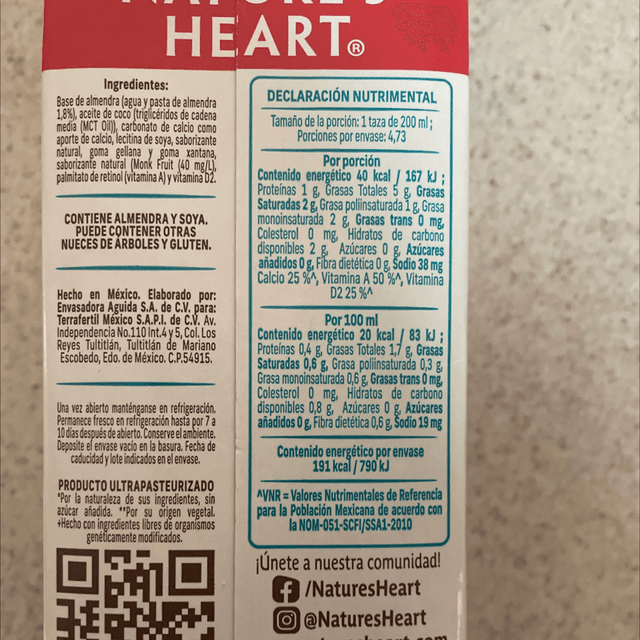 NATURE'S
HEART®
Ingredientes:
Base de almendra (agua y pasta de almendra
1,8%), aceite de coco (triglicéridos de cadena
media (MCT Oil)), carbonato de calcio como
aporte de calcio, lecitina de soya, saborizante
natural, goma gellana y goma xantana,
saborizante natural (Monk Fruit (40 mg/L),
palmitato de retinol (vitamina A) y vitamina D2.
CONTIENE ALMENDRA Y SOYA.
PUEDE CONTENER OTRAS
NUECES DE ÁRBOLES Y GLUTEN.
Hecho en México. Elaborado por:
Envasadora Aguida S.A. de C.V. para:
Terrafertil México S.A.P.I. de C.V. Av.
Independencia No.110 Int.4 y 5, Col. Los
Reyes Tultitlán, Tultitlán de Mariano
Escobedo, Edo. de México. C.P.54915.
Una vez abierto manténganse en refrigeración.
Permanece fresco en refrigeración hasta por 7 a
10 días después de abierto. Conserve el ambiente.
Deposite el envase vacío en la basura. Fecha de
caducidad y lote indicados en el envase.
PRODUCTO ULTRAPASTEURIZADO
*Por la naturaleza de sus ingredientes, sin
azúcar añadida. **Por su origen vegetal.
+Hecho con ingredientes libres de organismos
genéticamente modificados.
DECLARACIÓN NUTRIMENTAL
Tamaño de la porción: 1 taza de 200 ml;
Porciones por envase: 4,73
Por porción
Contenido energético 40 kcal / 167 kJ ;
Proteínas 1 g, Grasas Totales 5 g, Grasas
Saturadas 2 g, Grasa poliinsaturada 1 g, Grasa
monoinsaturada 2 g, Grasas trans 0 mg,
Colesterol 0 mg, Hidratos de carbono
disponibles 2 g, Azúcares 0 g, Azúcares
añadidos 0 g, Fibra dietética 0 g, Sodio 38 mg
Calcio 25 %^, Vitamina A 50 %^, Vitamina
D2 25 %^
Por 100 ml
Contenido energético 20 kcal / 83 kJ ;
Proteínas 0,4 g, Grasas Totales 1,7 g, Grasas
Saturadas 0,6 g, Grasa poliinsaturada 0,3 g,
Grasa monoinsaturada 0,6 g, Grasas trans 0 mg,
Colesterol 0 mg, Hidratos de carbono
disponibles 0,8 g, Azúcares 0 g, Azúcares
añadidos 0 g, Fibra dietética 0,6 g, Sodio 19 mg
Contenido energético por envase
191 kcal / 790 kJ
^VNR = Valores Nutrimentales de Referencia
para la Población Mexicana de acuerdo con
la NOM-051-SCFI/SSA1-2010
¡Únete a nuestra comunidad!
/NaturesHeart
@NaturesHeart